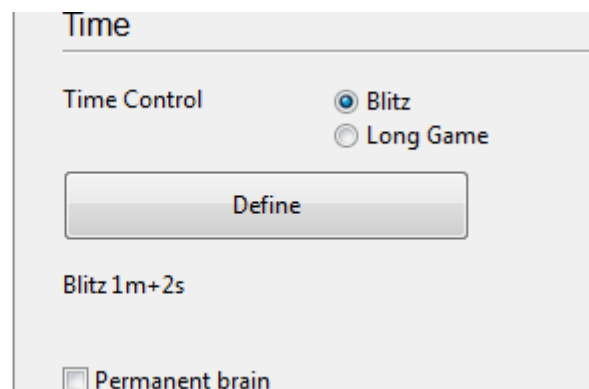 Time
Time Control
Blitz
Long Game
Define
Blitz 1m+2s
Permanent brain